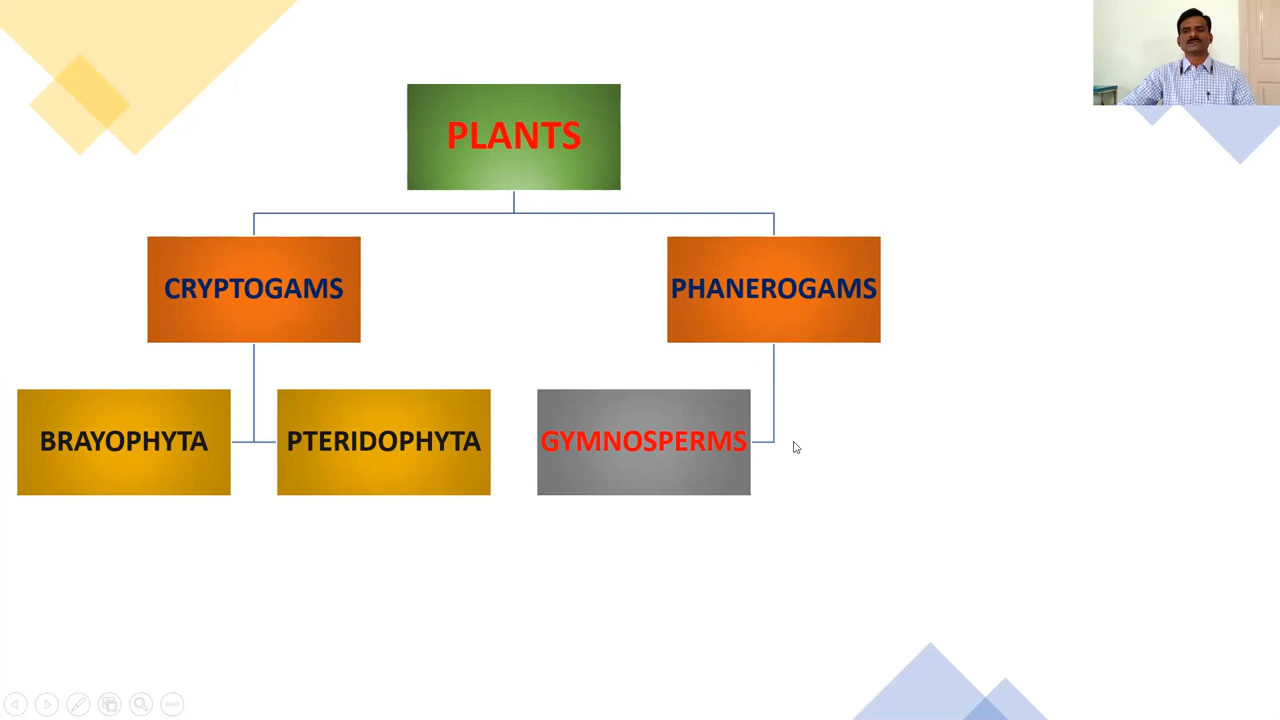 PLANTS
CRYPTOGAMS
PHANEROGAMS
BRAYOPHYTA
PTERIDOPHYTA
GYMNOSPERMS